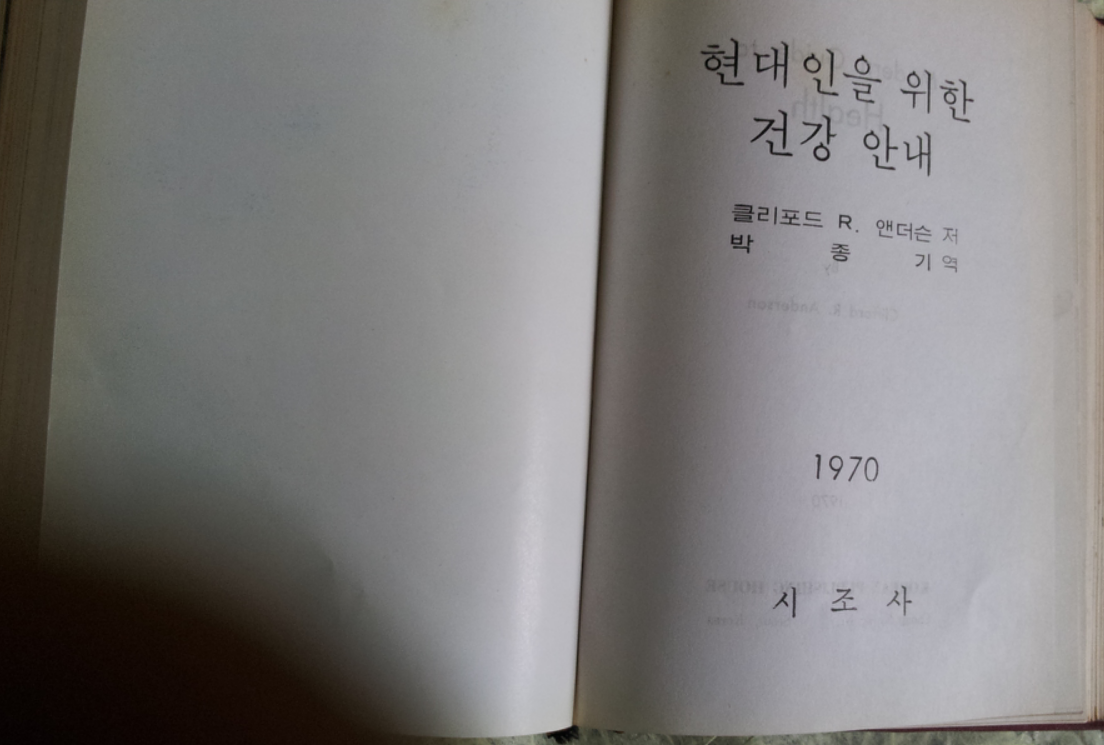 현대인을 위한
건강 안내
클리포드 R. 앤더슨 저
박 종 기 역
1970
시 조 사